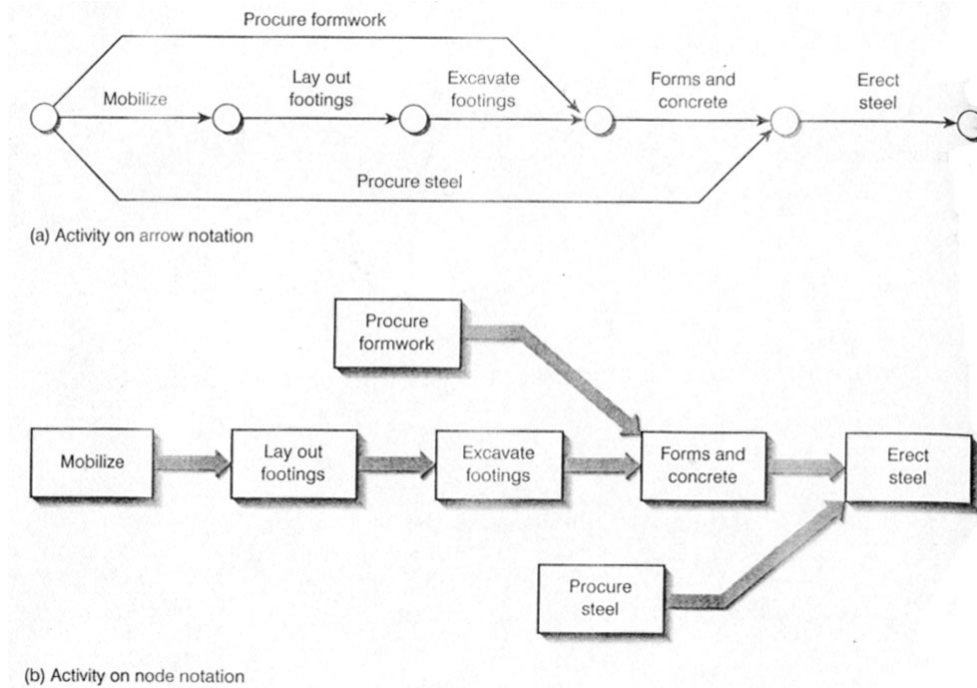 Procure formwork
Mobilize
Lay out
footings
Excavate
footings
Forms and
concrete
Erect
steel
Procure steel
(a) Activity on arrow notation
Procure
formwork
Mobilize
Lay out
footings
Excavate
footings
Forms and
concrete
Erect
steel
Procure
steel
(b) Activity on node notation